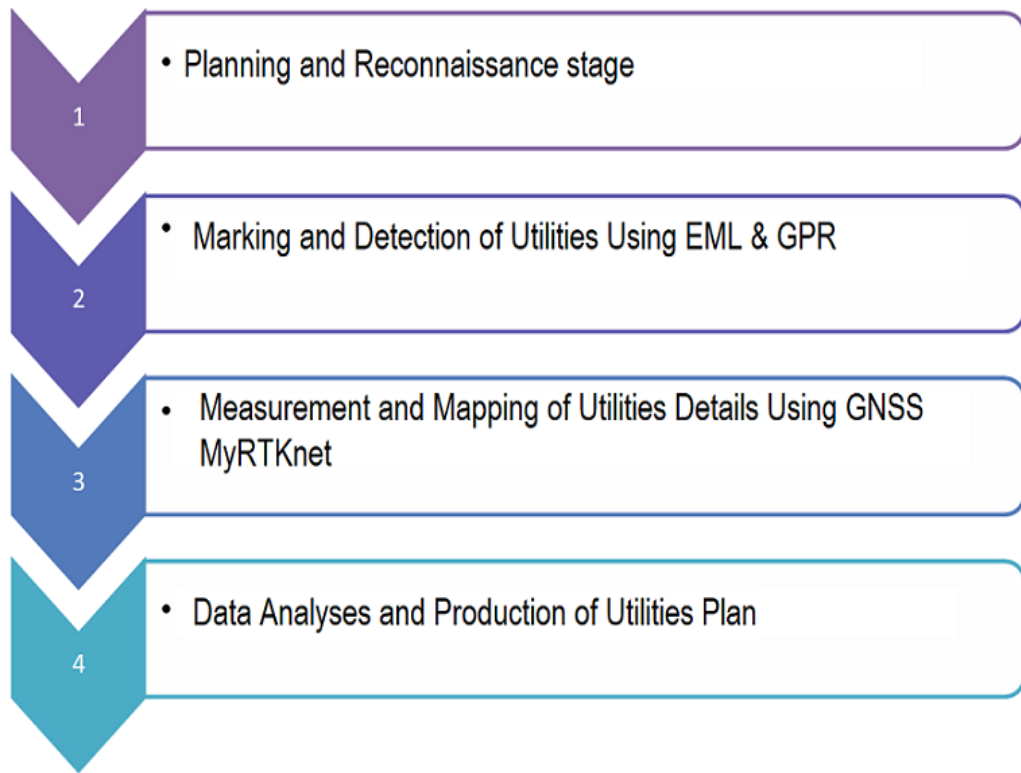 1
• Planning and Reconnaissance stage
2
• Marking and Detection of Utilities Using EML & GPR
3
• Measurement and Mapping of Utilities Details Using GNSS
MyRTKnet
4
• Data Analyses and Production of Utilities Plan